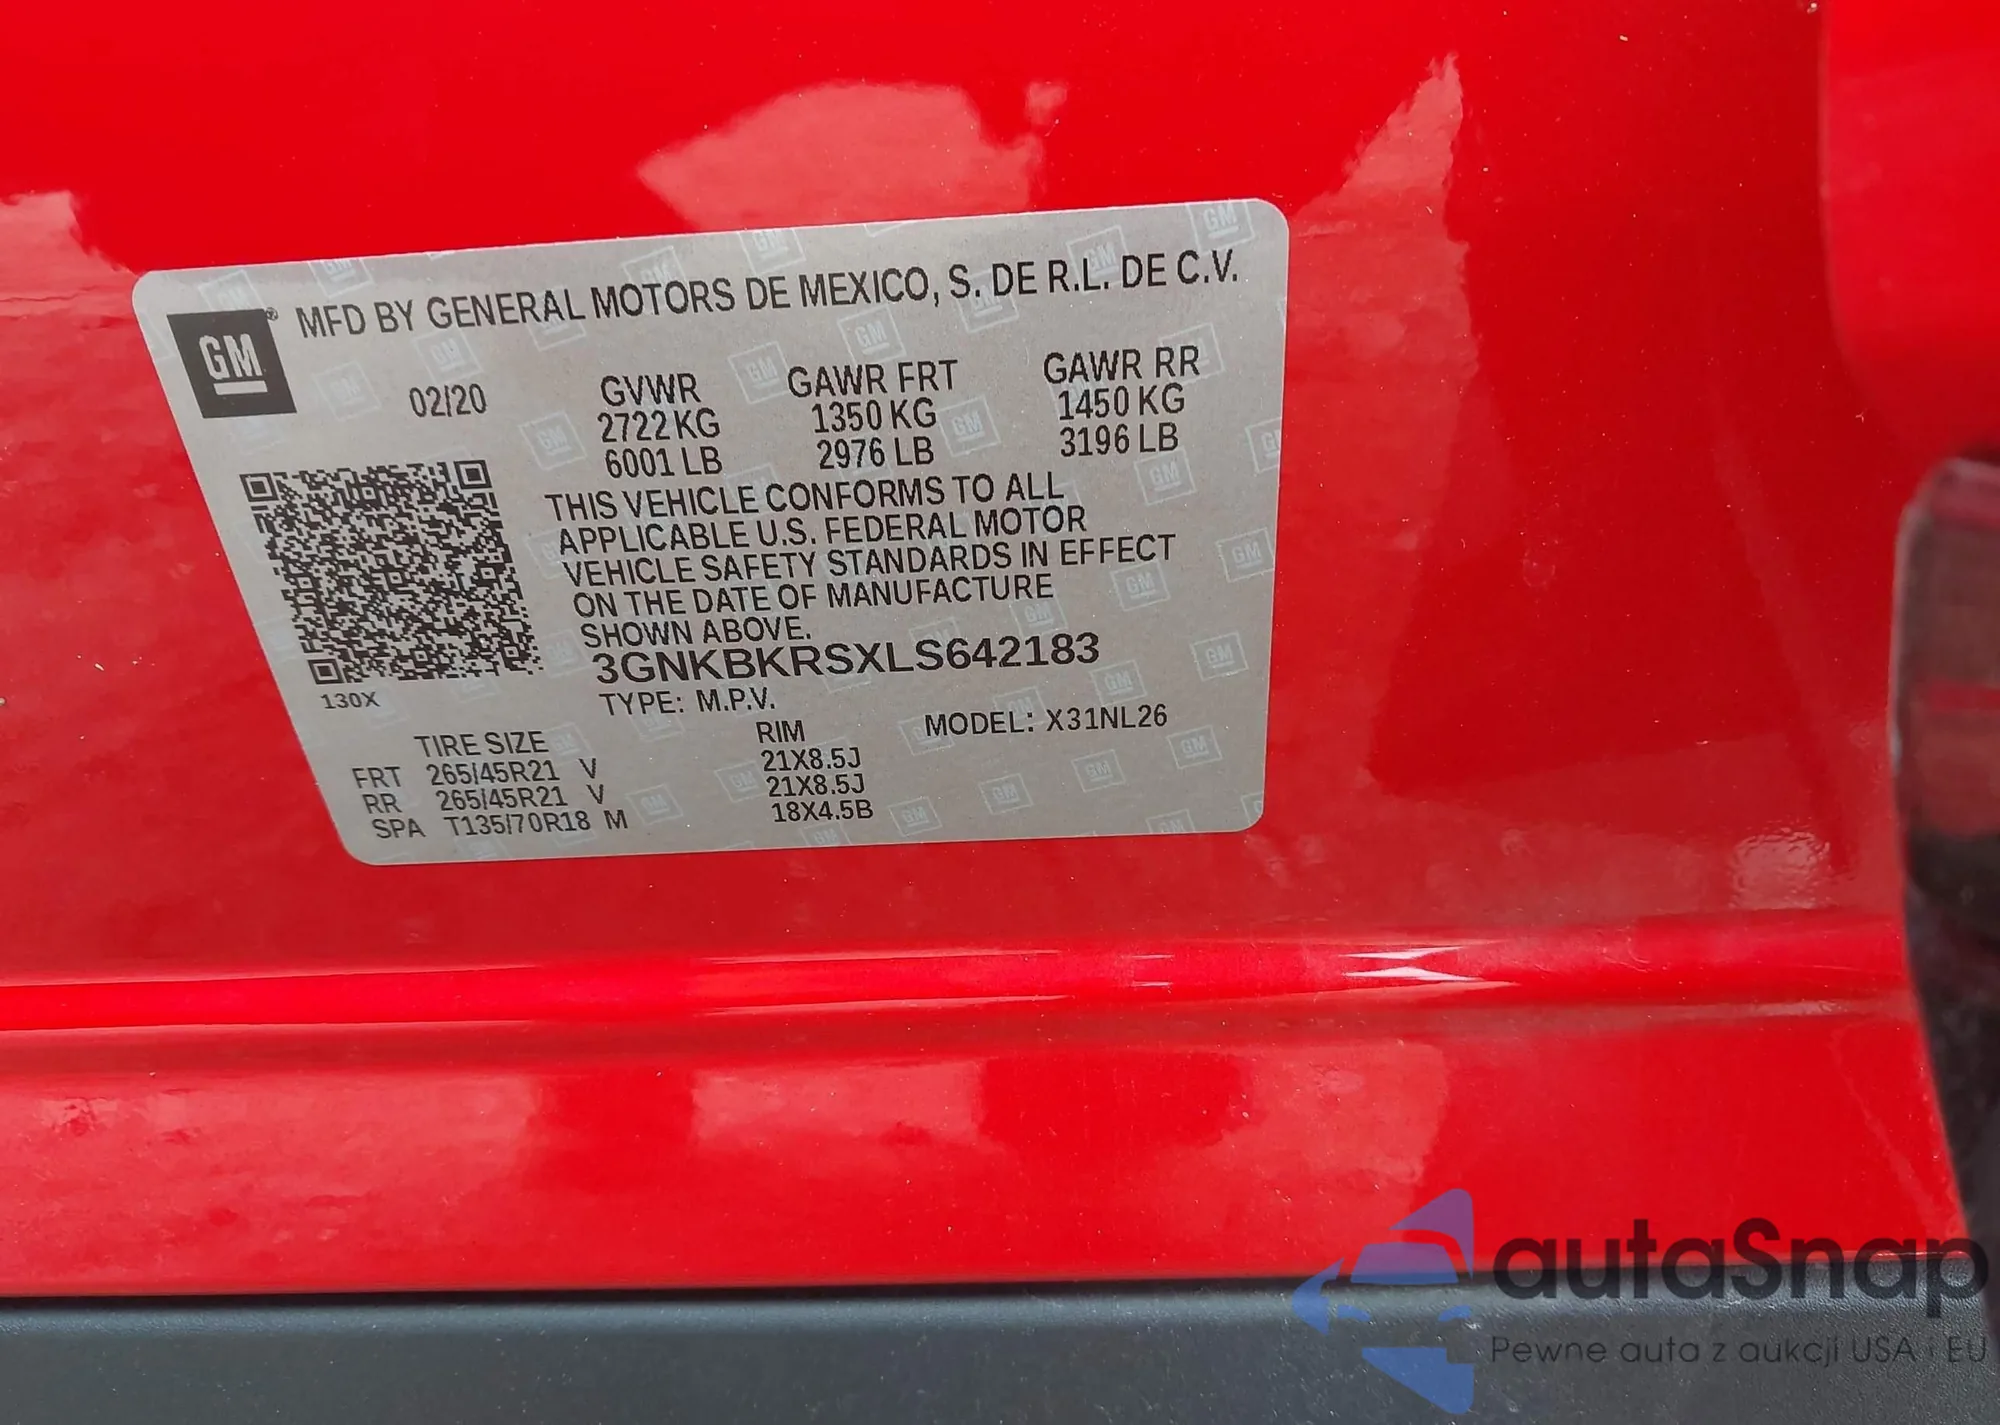 GM® MFD BY GENERAL MOTORS DE MEXICO, S. DE R.L. DE C.V.
02/20 GVWR GAWR FRT GAWR RR
2722KG 1350 KG 1450 KG
6001 LB 2976 LB 3196 LB
THIS VEHICLE CONFORMS TO ALL
APPLICABLE U.S. FEDERAL MOTOR
VEHICLE SAFETY STANDARDS IN EFFECT
ON THE DATE OF MANUFACTURE
SHOWN ABOVE.
3GNKBKRSXLS642183
130X
TYPE: M.P.V. MODEL: X31NL26
TIRE SIZE RIM
FRT 265/45R21 V 21X8.5J
RR 265/45R21 V 21X8.5J
SPA T135/70R18 M 18X4.5B
autaSnap
Pewne auta z aukcji USA i EU